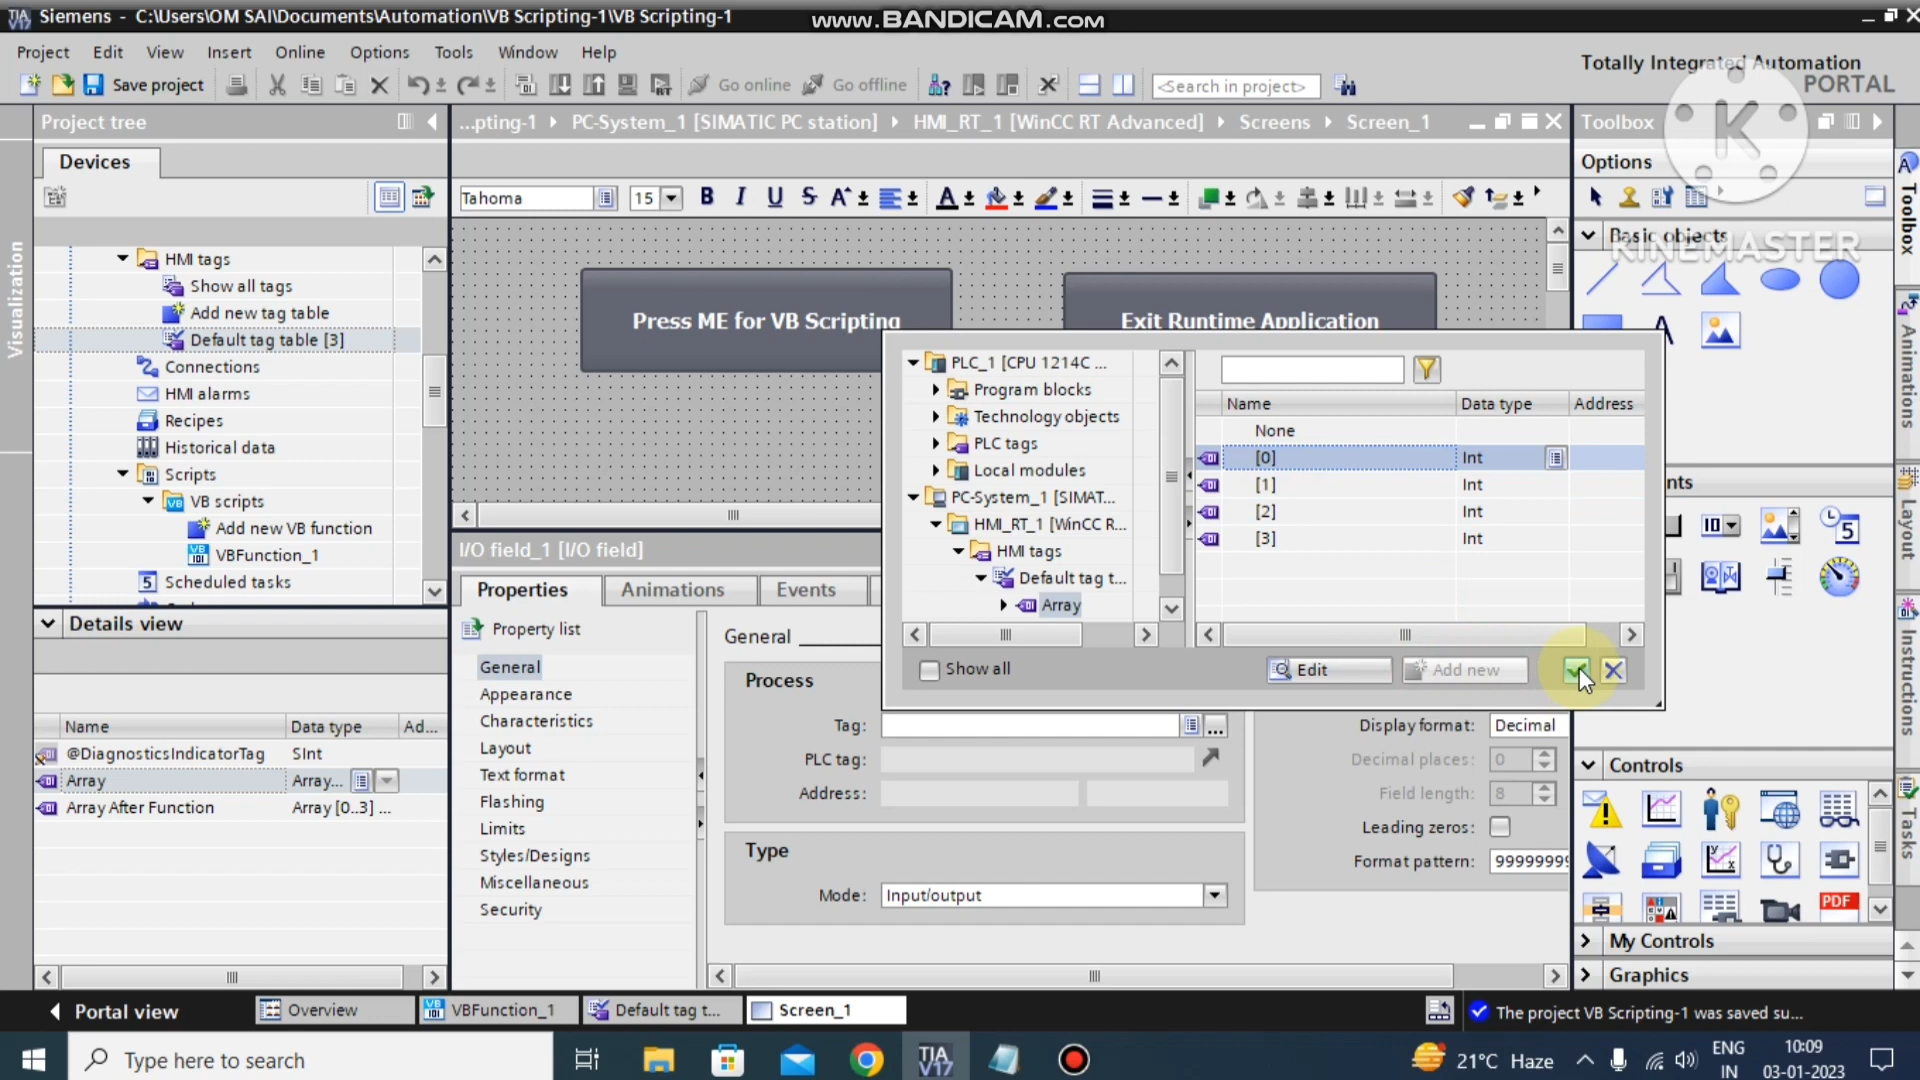 Siemens - C:\Users\OM SAI\Documents\Automation\VB Scripting-1\VB Scripting-1
www.BANDICAM.com
Project Edit View Insert Online Options Tools Window Help
Totally Integrated Automation
PORTAL
Save project
Go online
Go offline
<Search in project>
K
KINEMASTER
Project tree
...pting-1 PC-System_1 [SIMATIC PC station] HMI_RT_1 [WinCC RT Advanced] Screens Screen_1
Toolbox
Devices
Options
Tahoma
15
B I U S A
Visualization
HMI tags
Show all tags
Add new tag table
Default tag table [3]
Connections
HMI alarms
Recipes
Historical data
Scripts
VB scripts
Add new VB function
VBFunction_1
Scheduled tasks
Press ME for VB Scripting
Exit Runtime Application
Basic objects
Toolbox
Animations
Layout
Instructions
Tasks
PLC_1 [CPU 1214C ...
Program blocks
Technology objects
PLC tags
Local modules
PC-System_1 [SIMAT...
HMI_RT_1 [WinCC R...
HMI tags
Default tag t...
Array
Name Data type Address
None
[0] Int
[1] Int
[2] Int
[3] Int
Show all
Edit
Add new
nts
I/O field_1 [I/O field]
Properties Animations Events
Property list
General
Appearance
Characteristics
Layout
Text format
Flashing
Limits
Styles/Designs
Miscellaneous
Security
General
Process
Tag:
PLC tag:
Address:
Type
Mode: Input/output
Display format: Decimal
Decimal places: 0
Field length: 8
Leading zeros:
Format pattern: 99999999
Details view
Name Data type Ad...
@DiagnosticsIndicatorTag SInt
Array Array...
Array After Function Array [0..3] ...
Controls
PDF
My Controls
Graphics
Portal view
Overview
VBFunction_1
Default tag t...
Screen_1
The project VB Scripting-1 was saved su...
Type here to search
TIA
V17
21°C Haze
ENG
IN
10:09
03-01-2023